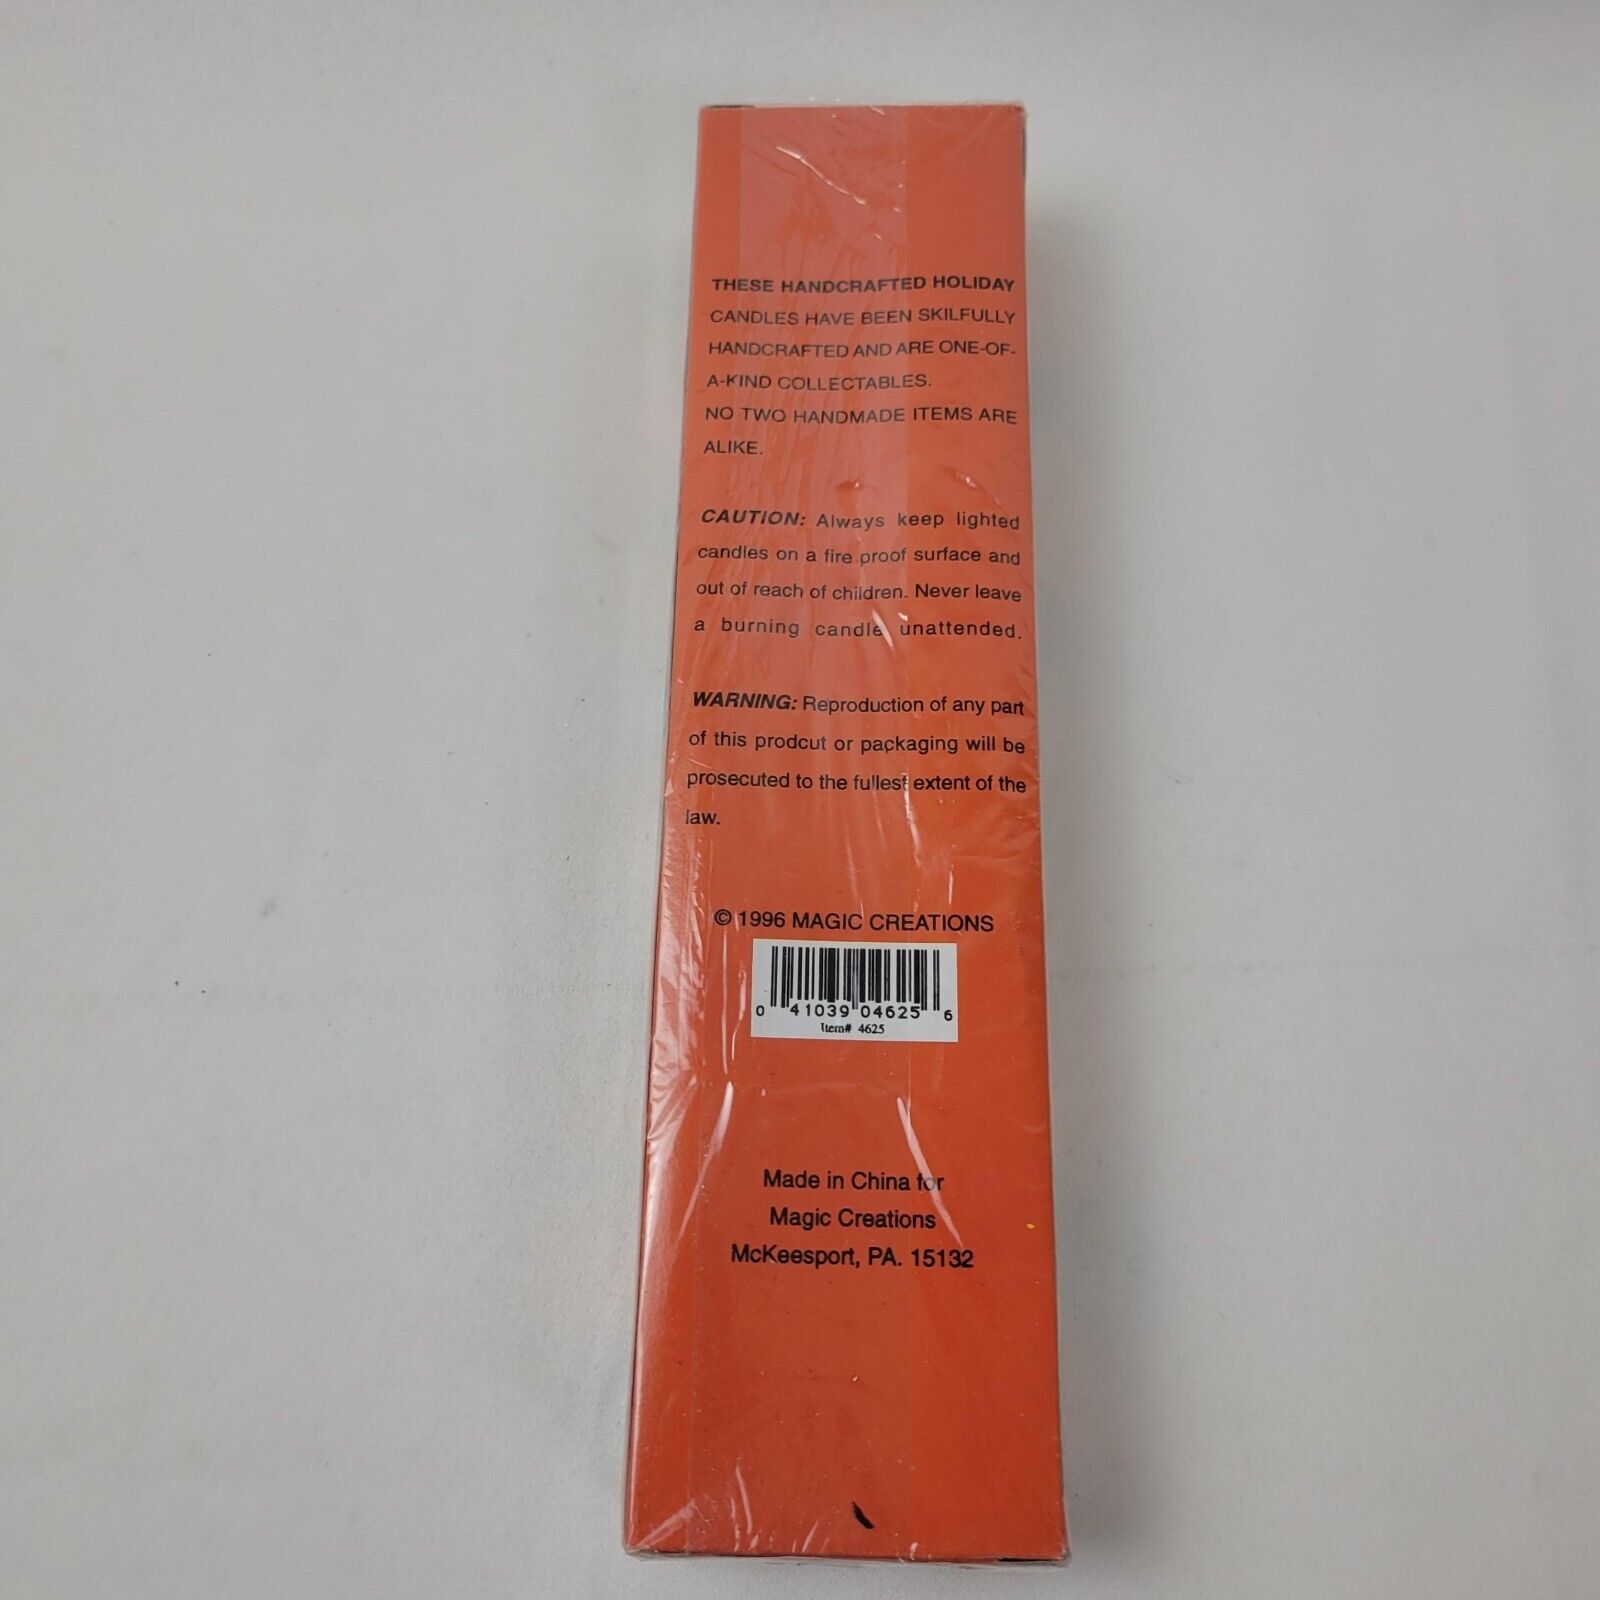 THESE HANDCRAFTED HOLIDAY
CANDLES HAVE BEEN SKILFULLY
HANDCRAFTED AND ARE ONE-OF-
A-KIND COLLECTABLES.
NO TWO HANDMADE ITEMS ARE
ALIKE.
CAUTION: Always keep lighted
candles on a fire proof surface and
out of reach of children. Never leave
a burning candle unattended.
WARNING: Reproduction of any part
of this prodcut or packaging will be
prosecuted to the fullest extent of the
law.
© 1996 MAGIC CREATIONS
0 41039 04625 6
Item# 4625
Made in China for
Magic Creations
McKeesport, PA. 15132